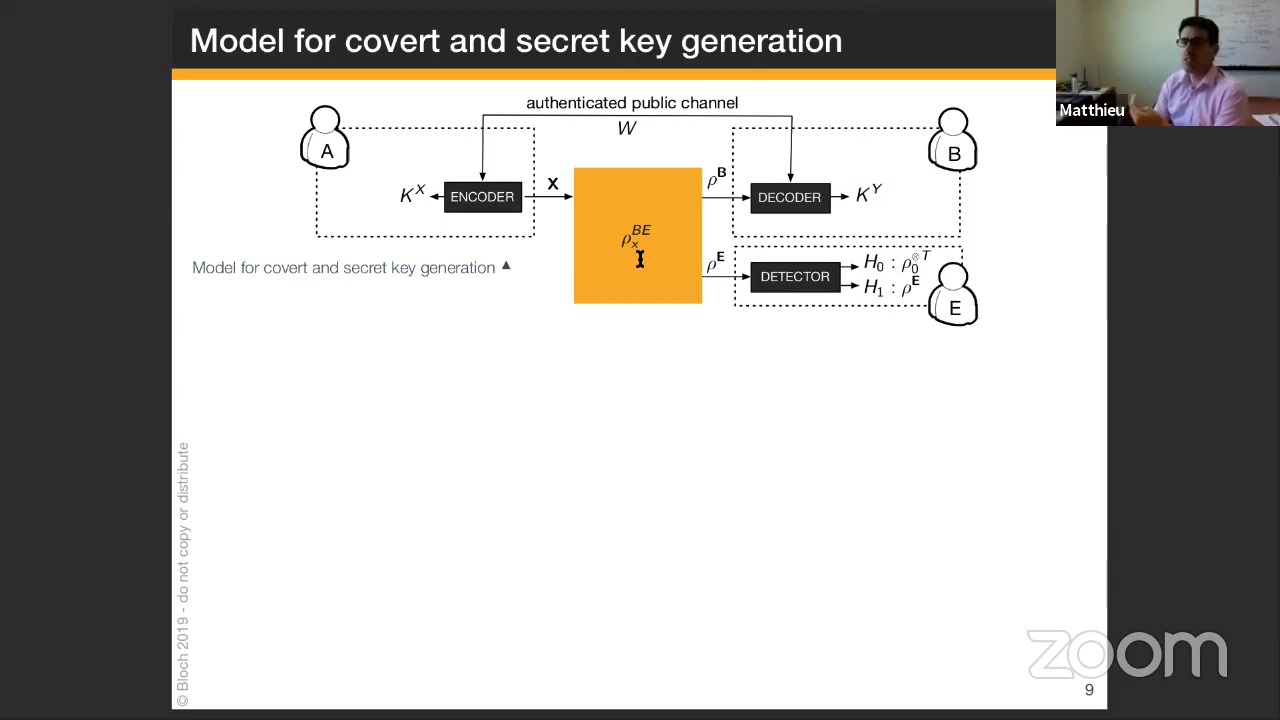 Model for covert and secret key generation
Matthieu
authenticated public channel
W
A
B
K^X
ENCODER
X
ρ^B
DECODER
K^Y
ρ_x^{BE}
Model for covert and secret key generation ▲
ρ^E
DETECTOR
H_0 : ρ_0^{⊗T}
H_1 : ρ^E
E
© Bloch 2019 - do not copy or distribute
zoom
9